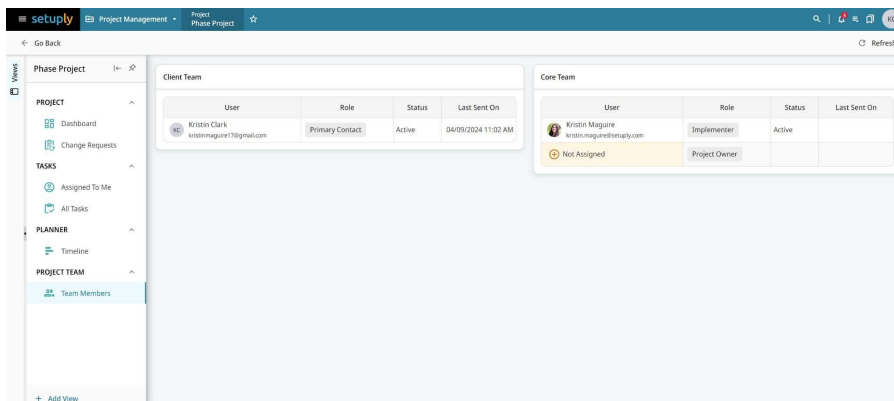 setuply
Project Management
Project
Phase Project
KC
Go Back
Refresh
Views
Phase Project
PROJECT
Dashboard
Change Requests
TASKS
Assigned To Me
All Tasks
PLANNER
Timeline
PROJECT TEAM
Team Members
+ Add View
Client Team
User Role Status Last Sent On
KC Kristin Clark Primary Contact Active 04/09/2024 11:02 AM
kristinmaguire17@gmail.com
Core Team
User Role Status Last Sent On
Kristin Maguire Implementer Active
kristin.maguire@setuply.com
Not Assigned Project Owner